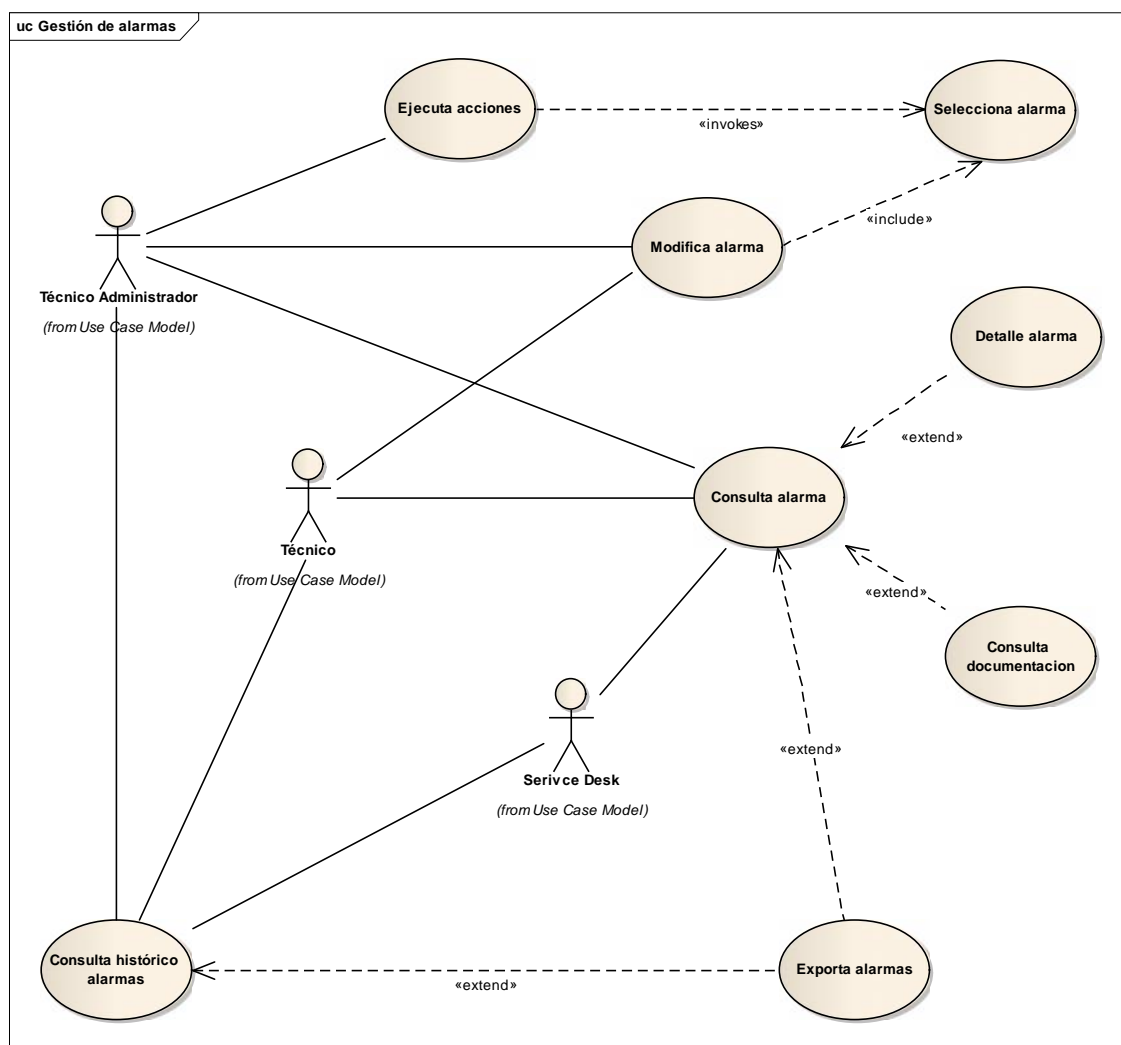 uc Gestión de alarmas
Ejecuta acciones
«invokes»
Selecciona alarma
Modifica alarma
«include»
Técnico Administrador
(from Use Case Model)
Detalle alarma
«extend»
Consulta alarma
Técnico
(from Use Case Model)
«extend»
Consulta
documentacion
Serivce Desk
(from Use Case Model)
«extend»
Consulta histórico
alarmas
«extend»
Exporta alarmas